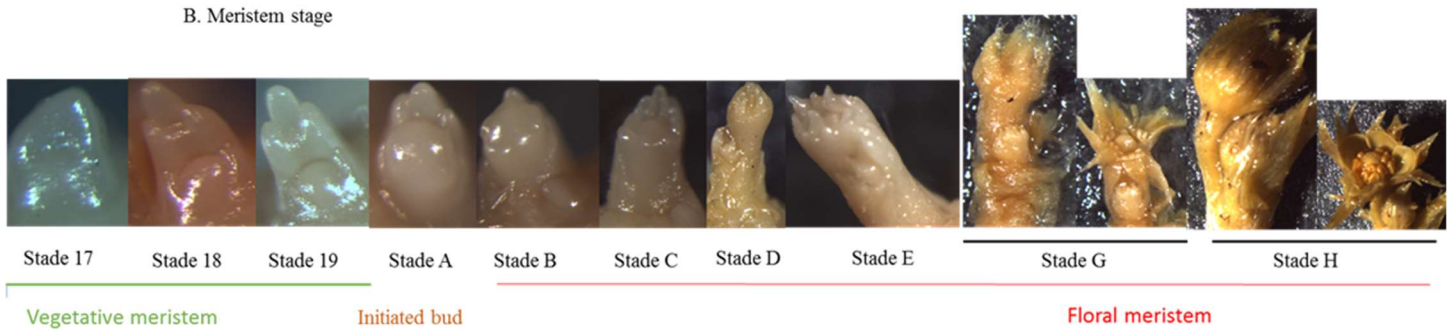 B. Meristem stage
Stade 17 Stade 18 Stade 19 Stade A Stade B Stade C Stade D Stade E Stade G Stade H
Vegetative meristem Initiated bud Floral meristem